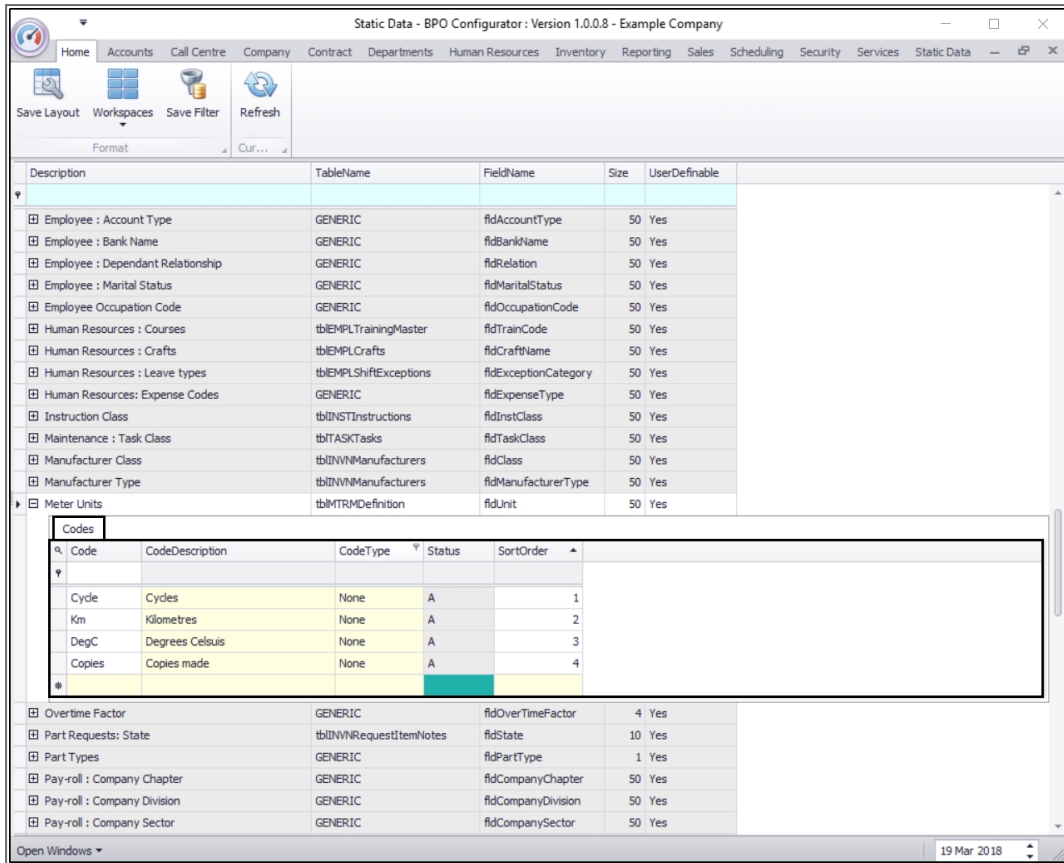 Static Data - BPO Configurator : Version 1.0.0.8 - Example Company
Home Accounts Call Centre Company Contract Departments Human Resources Inventory Reporting Sales Scheduling Security Services Static Data
Save Layout Workspaces Save Filter Refresh
Format Cur...
Description TableName FieldName Size UserDefinable
Employee : Account Type GENERIC fldAccountType 50 Yes
Employee : Bank Name GENERIC fldBankName 50 Yes
Employee : Dependant Relationship GENERIC fldRelation 50 Yes
Employee : Marital Status GENERIC fldMaritalStatus 50 Yes
Employee Occupation Code GENERIC fldOccupationCode 50 Yes
Human Resources : Courses tblEMPLTrainingMaster fldTrainCode 50 Yes
Human Resources : Crafts tblEMPLCrafts fldCraftName 50 Yes
Human Resources : Leave types tblEMPLShiftExceptions fldExceptionCategory 50 Yes
Human Resources: Expense Codes GENERIC fldExpenseType 50 Yes
Instruction Class tblINSTInstructions fldInstClass 50 Yes
Maintenance : Task Class tblTASKTasks fldTaskClass 50 Yes
Manufacturer Class tblINVNManufacturers fldClass 50 Yes
Manufacturer Type tblINVNManufacturers fldManufacturerType 50 Yes
Meter Units tblMTRMDefinition fldUnit 50 Yes
Codes
Code CodeDescription CodeType Status SortOrder
Cycle Cycles None A 1
Km Kilometres None A 2
DegC Degrees Celsuis None A 3
Copies Copies made None A 4
Overtime Factor GENERIC fldOverTimeFactor 4 Yes
Part Requests: State tblINVNRequestItemNotes fldState 10 Yes
Part Types GENERIC fldPartType 1 Yes
Pay-roll : Company Chapter GENERIC fldCompanyChapter 50 Yes
Pay-roll : Company Division GENERIC fldCompanyDivision 50 Yes
Pay-roll : Company Sector GENERIC fldCompanySector 50 Yes
Open Windows 19 Mar 2018